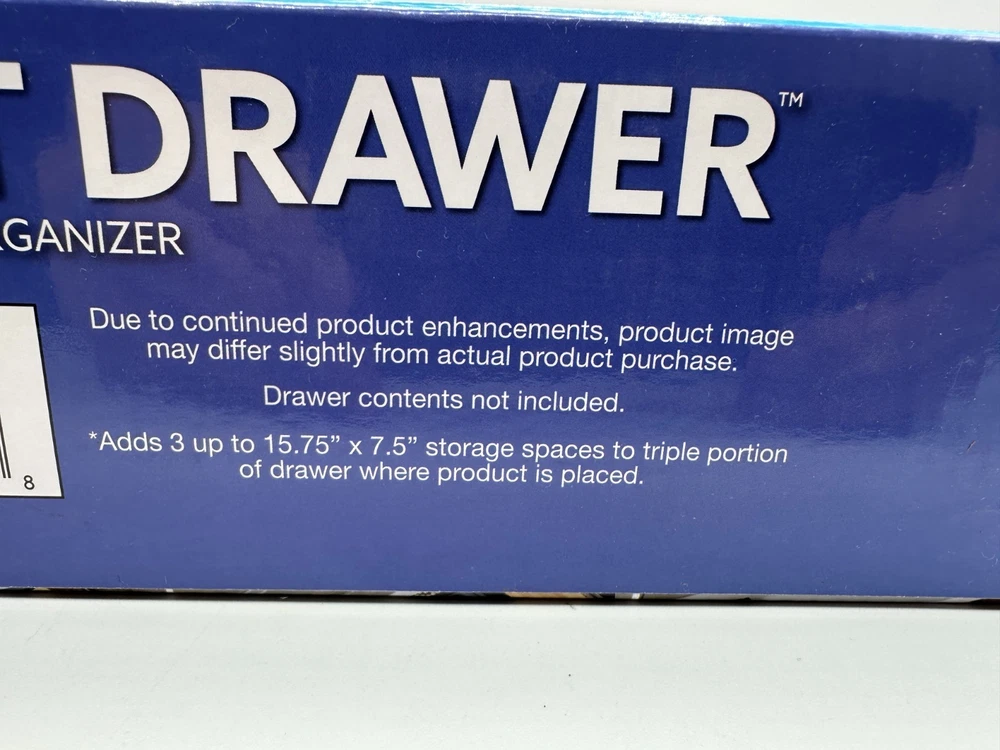 T DRAWER™
RGANIZER
Due to continued product enhancements, product image
may differ slightly from actual product purchase.
Drawer contents not included.
*Adds 3 up to 15.75” x 7.5” storage spaces to triple portion
of drawer where product is placed.
8